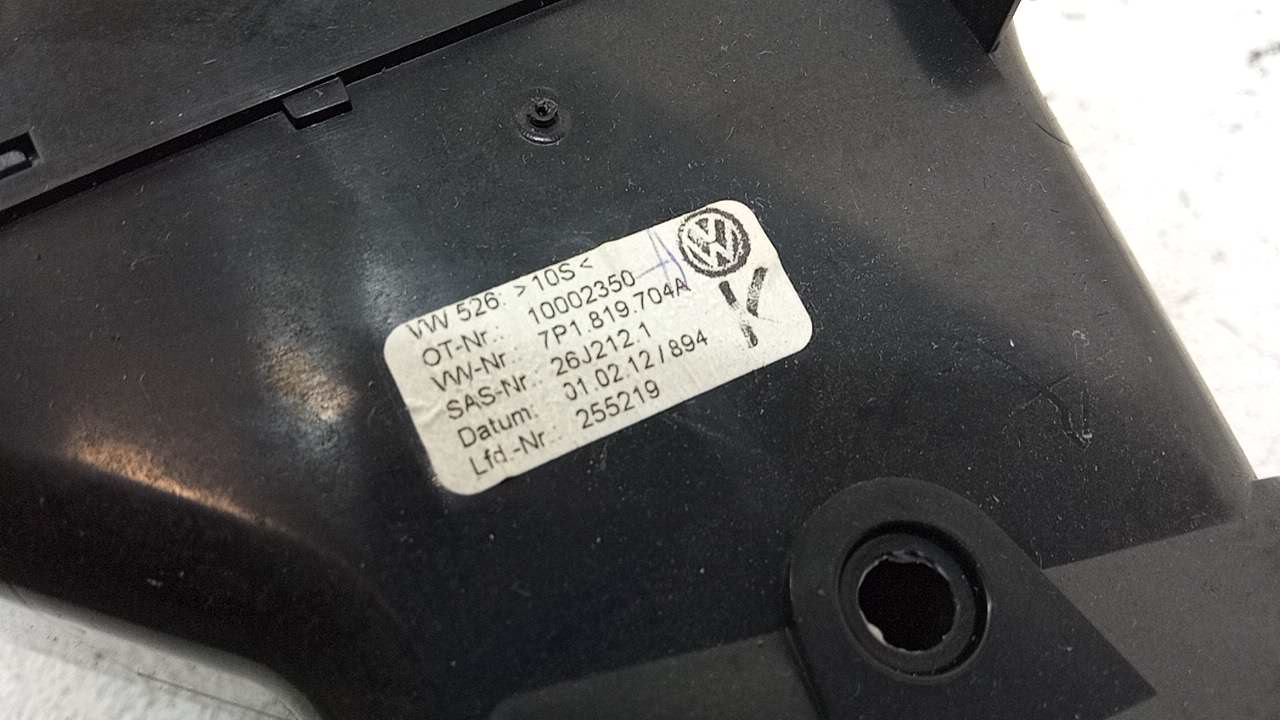 VW 526: >10S<
OT-Nr.: 10002350
VW-Nr.: 7P1.819.704A
SAS-Nr.: 26J212.1
Datum: 01.02.12 / 894
Lfd.-Nr.: 255219
K